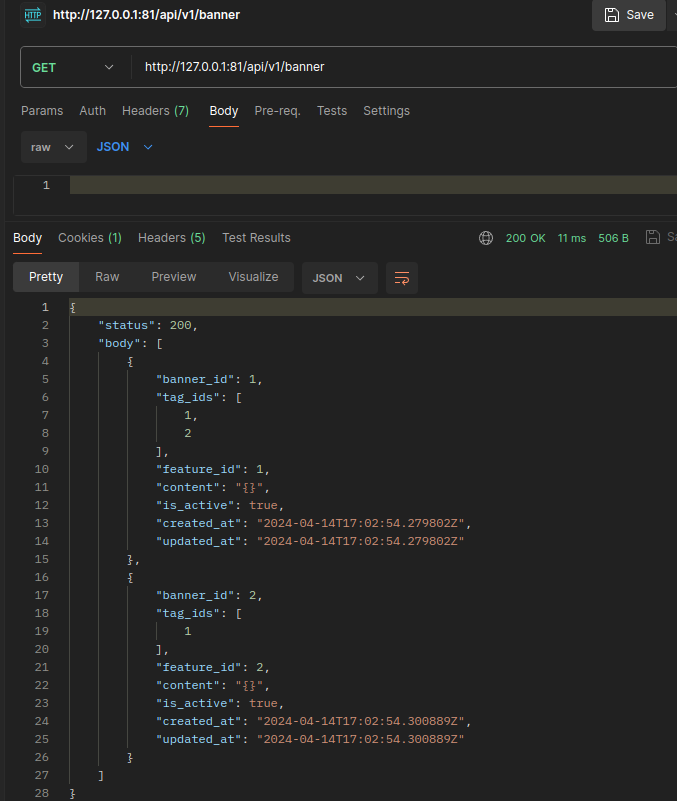 HTTP http://127.0.0.1:81/api/v1/banner Save
GET http://127.0.0.1:81/api/v1/banner
Params Auth Headers (7) Body Pre-req. Tests Settings
raw JSON
1
Body Cookies (1) Headers (5) Test Results 200 OK 11 ms 506 B Sa
Pretty Raw Preview Visualize JSON
1 {
2 "status": 200,
3 "body": [
4 {
5 "banner_id": 1,
6 "tag_ids": [
7 1,
8 2
9 ],
10 "feature_id": 1,
11 "content": "{}",
12 "is_active": true,
13 "created_at": "2024-04-14T17:02:54.279802Z",
14 "updated_at": "2024-04-14T17:02:54.279802Z"
15 },
16 {
17 "banner_id": 2,
18 "tag_ids": [
19 1
20 ],
21 "feature_id": 2,
22 "content": "{}",
23 "is_active": true,
24 "created_at": "2024-04-14T17:02:54.300889Z",
25 "updated_at": "2024-04-14T17:02:54.300889Z"
26 }
27 ]
28 }